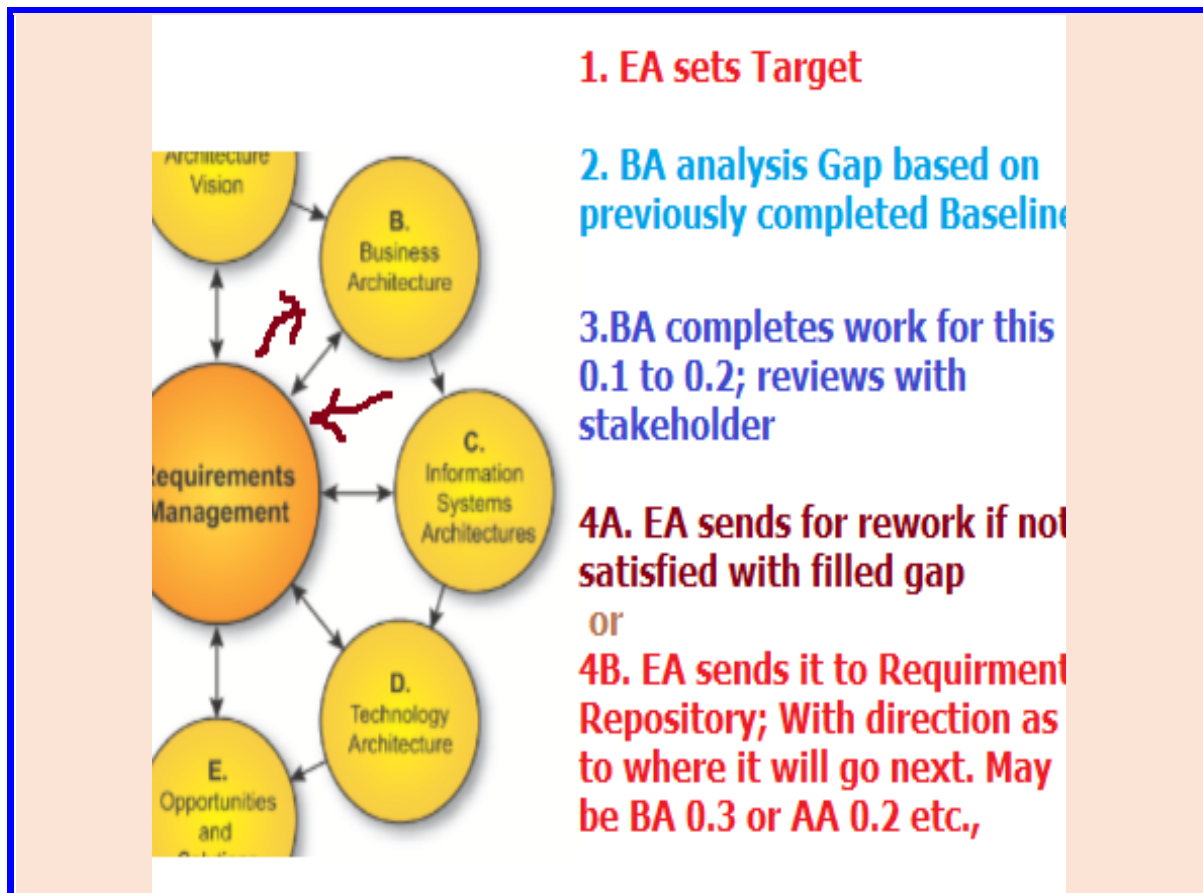 1. EA sets Target
2. BA analysis Gap based on
previously completed Baseline
3.BA completes work for this
0.1 to 0.2; reviews with
stakeholder
4A. EA sends for rework if not
satisfied with filled gap
or
4B. EA sends it to Requirment
Repository; With direction as
to where it will go next. May
be BA 0.3 or AA 0.2 etc.,
Architecture
Vision
B.
Business
Architecture
C.
Information
Systems
Architectures
Requirements
Management
D.
Technology
Architecture
E.
Opportunities
and